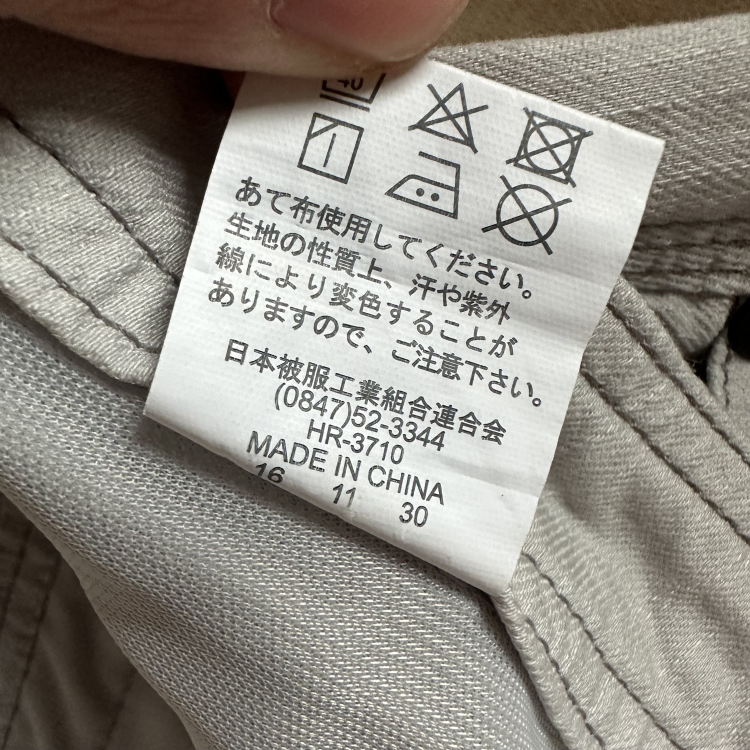 40
あて布使用してください。
生地の性質上、汗や紫外
線により変色することが
ありますので、ご注意下さい。
日本被服工業組合連合会
(0847)52-3344
HR-3710
MADE IN CHINA
16 11 30